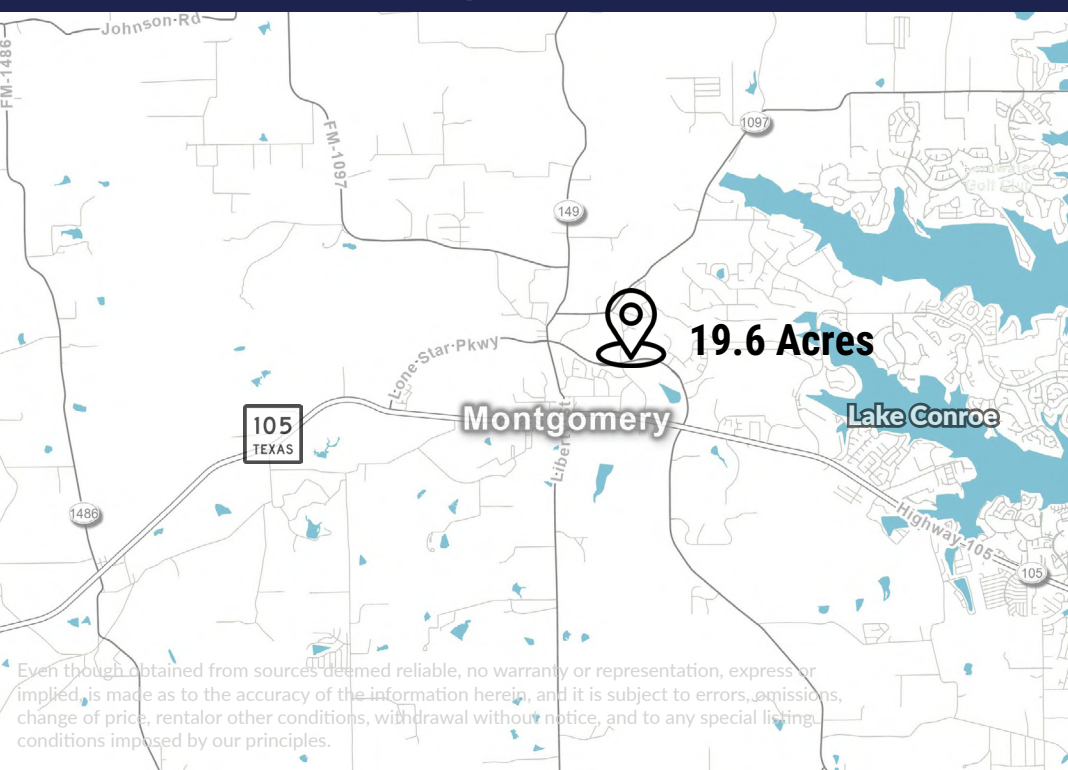 Johnson Rd
FM-1486
FM-1097
1097
149
Golf Club
19.6 Acres
Lone Star Pkwy
105
TEXAS
Montgomery
Lake Conroe
1486
Highway-105
105
Even though obtained from sources deemed reliable, no warranty or representation, express or
implied, is made as to the accuracy of the information herein, and it is subject to errors, omissions,
change of price, rentalor other conditions, withdrawal without notice, and to any special listing
conditions imposed by our principles.